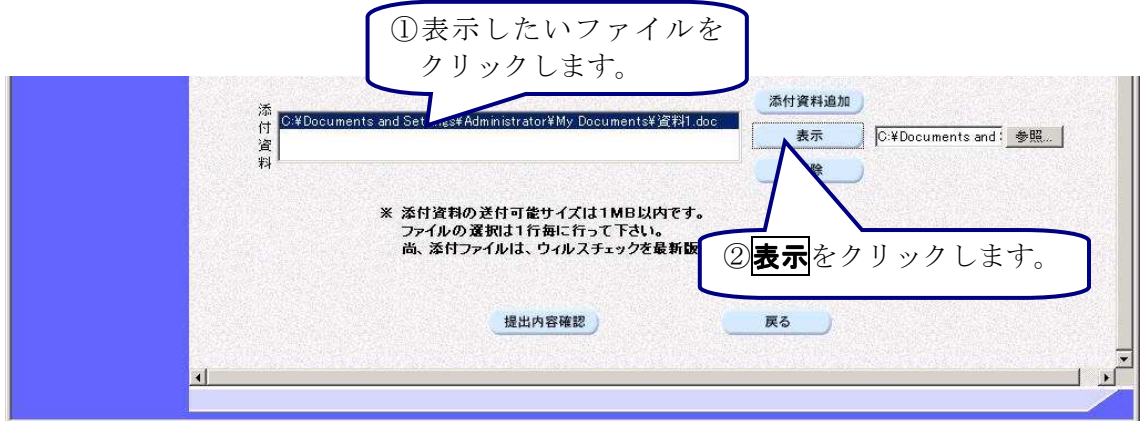 ①表示したいファイルを
クリックします。
添付資料
C:¥Documents and Set gs¥Administrator¥My Documents¥資料1.doc
添付資料追加
表示
C:¥Documents and
参照...
除
※ 添付資料の送付可能サイズは1MB以内です。
ファイルの選択は1行毎に行って下さい。
尚、添付ファイルは、ウィルスチェックを最新版
②表示をクリックします。
提出内容確認
戻る